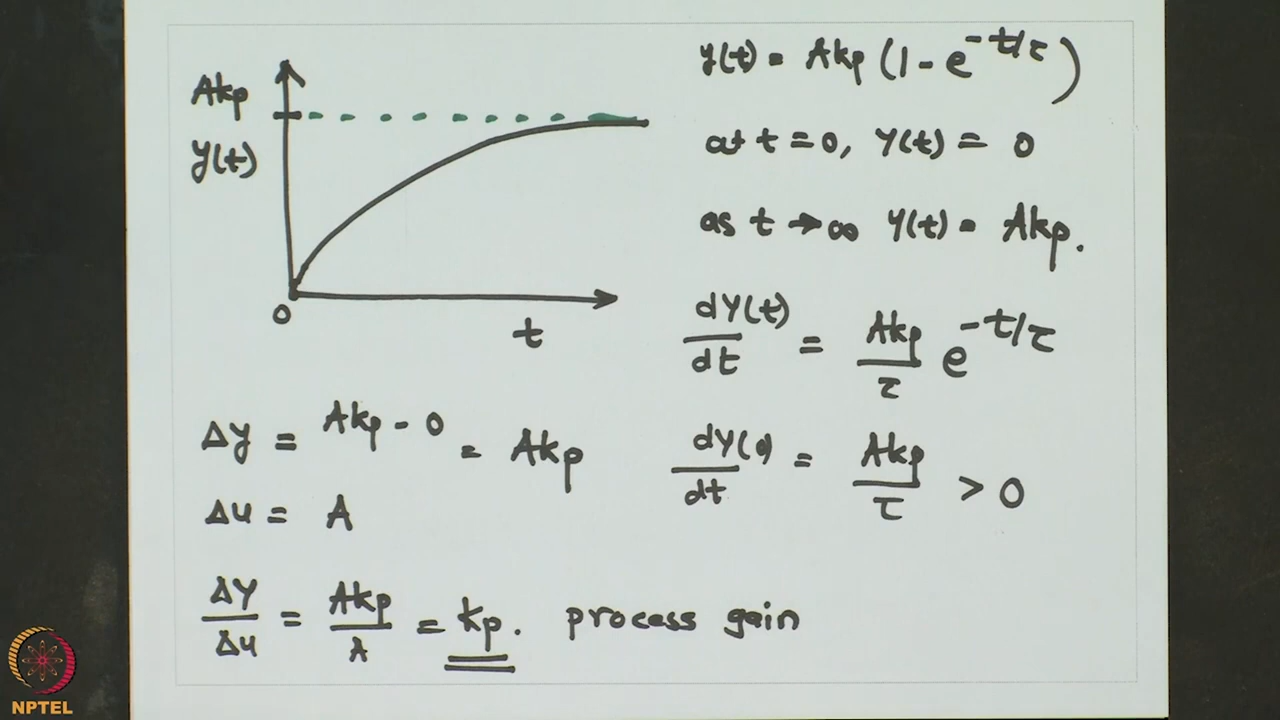 Akp
y(t)
0
t
y(t) = Akp (1 - e^{-t/τ})
at t = 0, y(t) = 0
as t → ∞ y(t) = Akp.
dy(t)/dt = Akp/τ e^{-t/τ}
dy(0)/dt = Akp/τ > 0
Δy = Akp - 0 = Akp
Δu = A
Δy/Δu = Akp/A = kp. process gain
NPTEL